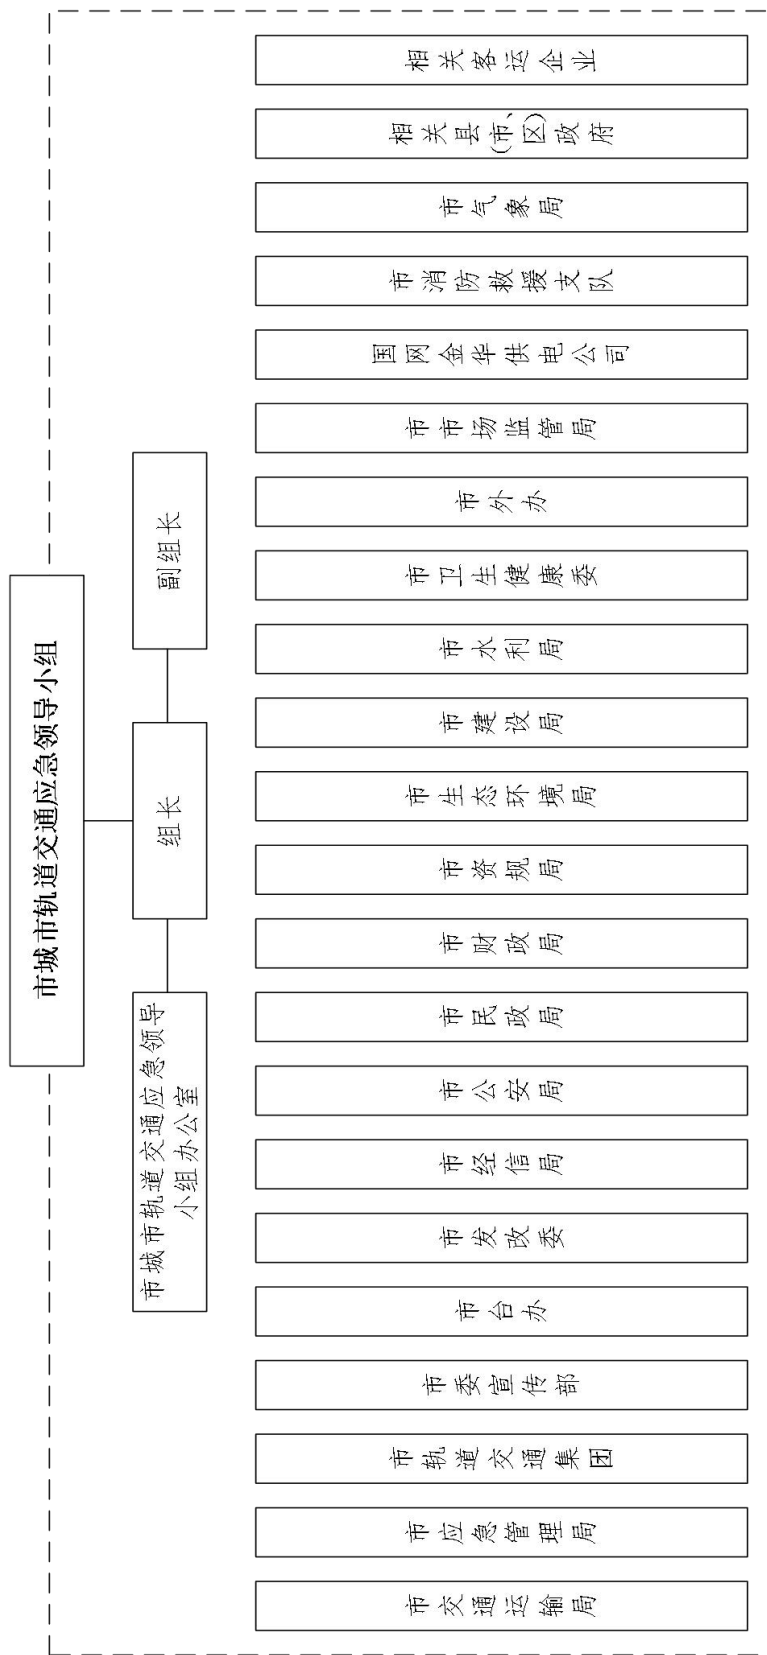 市城市轨道交通应急领导小组
市城市轨道交通应急领导
小组办公室
组长
副组长
市交通运输局
市应急管理局
市轨道交通集团
市委宣传部
市台办
市发改委
市经信局
市公安局
市民政局
市财政局
市资规局
市生态环境局
市建设局
市水利局
市卫生健康委
市外办
市市场监管局
国网金华供电公司
市消防救援支队
市气象局
相关县(市、区)政府
相关客运企业